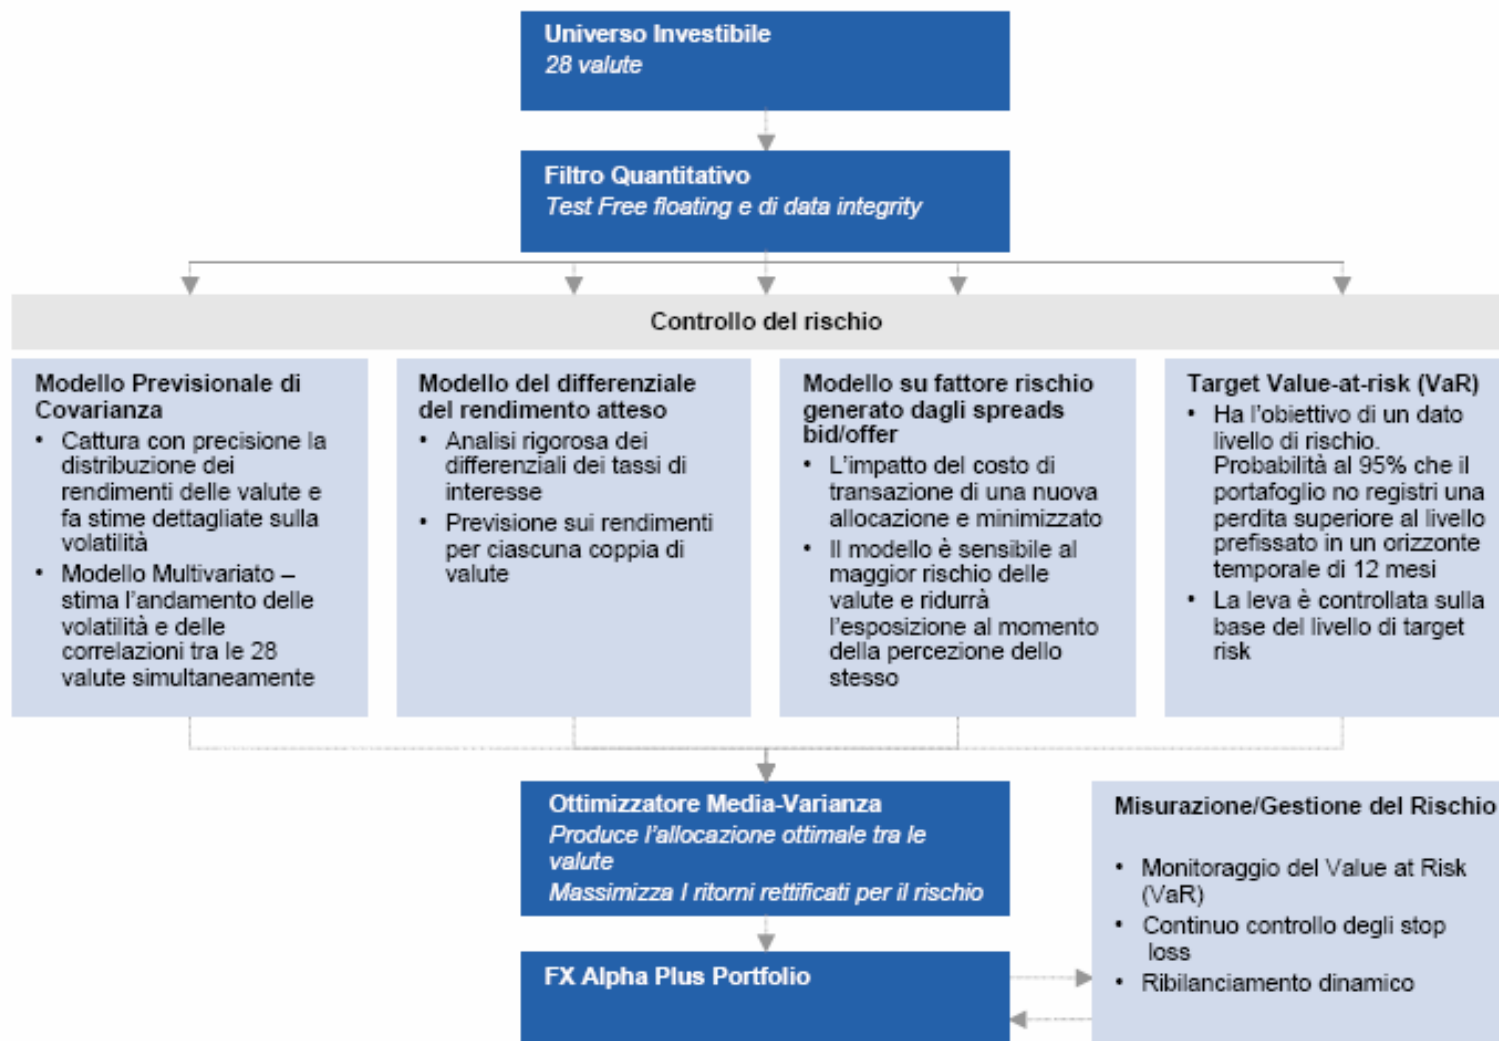 Universo Investibile
28 valute
Filtro Quantitativo
Test Free floating e di data integrity
Controllo del rischio
Modello Previsionale di
Covarianza
• Cattura con precisione la
distribuzione dei
rendimenti delle valute e
fa stime dettagliate sulla
volatilità
• Modello Multivariato –
stima l'andamento delle
volatilità e delle
correlazioni tra le 28
valute simultaneamente
Modello del differenziale
del rendimento atteso
• Analisi rigorosa dei
differenziali dei tassi di
interesse
• Previsione sui rendimenti
per ciascuna coppia di
valute
Modello su fattore rischio
generato dagli spreads
bid/offer
• L'impatto del costo di
transazione di una nuova
allocazione e minimizzato
• Il modello è sensibile al
maggior rischio delle
valute e ridurrà
l'esposizione al momento
della percezione dello
stesso
Target Value-at-risk (VaR)
• Ha l'obiettivo di un dato
livello di rischio.
Probabilità al 95% che il
portafoglio no registri una
perdita superiore al livello
prefissato in un orizzonte
temporale di 12 mesi
• La leva è controllata sulla
base del livello di target
risk
Ottimizzatore Media-Varianza
Produce l'allocazione ottimale tra le
valute
Massimizza I ritorni rettificati per il rischio
FX Alpha Plus Portfolio
Misurazione/Gestione del Rischio
• Monitoraggio del Value at Risk
(VaR)
• Continuo controllo degli stop
loss
• Ribilanciamento dinamico